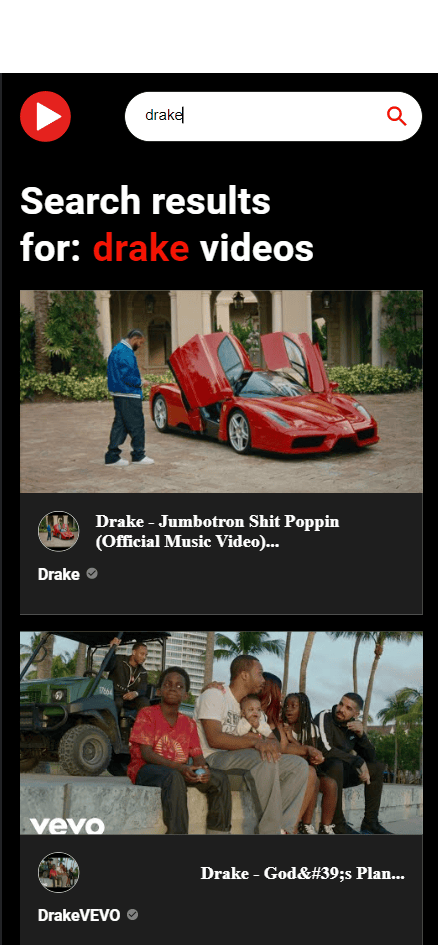 drake
Search results
for: drake videos
Drake - Jumbotron Shit Poppin
(Official Music Video)...
Drake
vevo
Drake - God&#39;s Plan...
DrakeVEVO